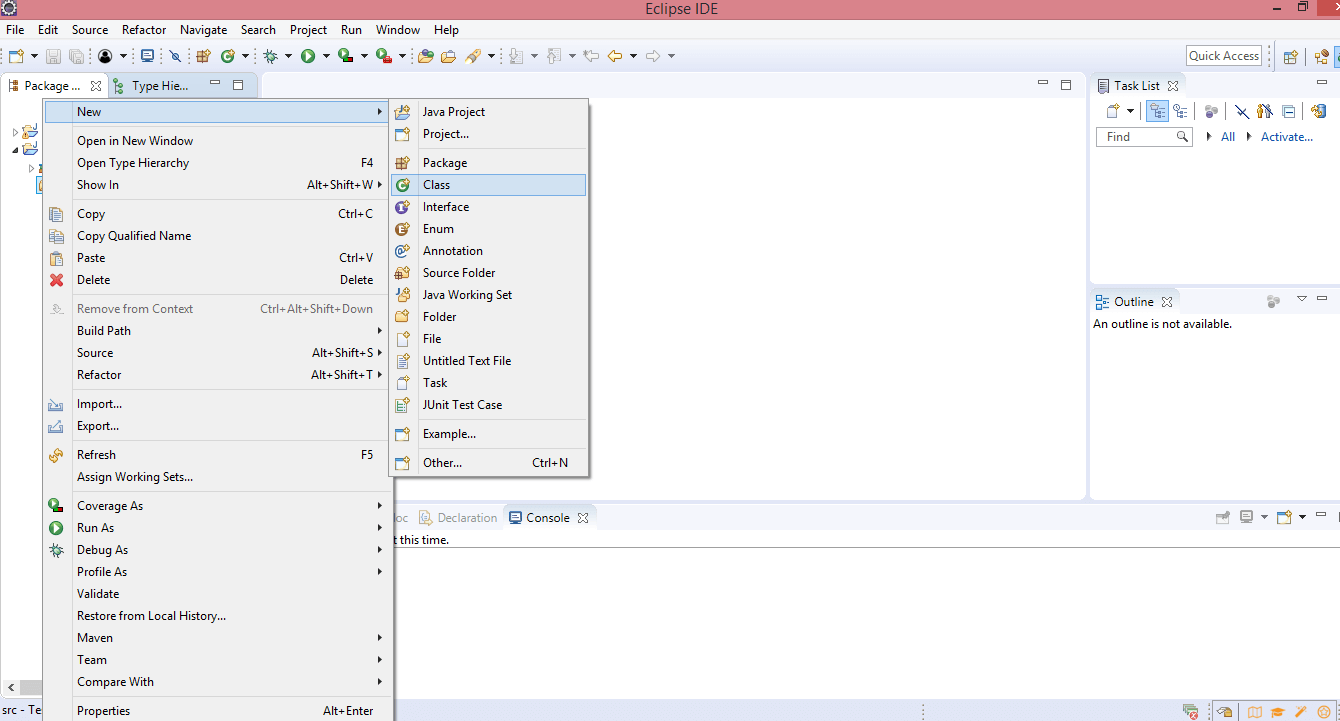 Eclipse IDE
File Edit Source Refactor Navigate Search Project Run Window Help
Quick Access
Package ... Type Hie...
Task List
Find All Activate...
New
Open in New Window
Open Type Hierarchy F4
Show In Alt+Shift+W
Copy Ctrl+C
Copy Qualified Name
Paste Ctrl+V
Delete Delete
Remove from Context Ctrl+Alt+Shift+Down
Build Path
Source Alt+Shift+S
Refactor Alt+Shift+T
Import...
Export...
Refresh F5
Assign Working Sets...
Coverage As
Run As
Debug As
Profile As
Validate
Restore from Local History...
Maven
Team
Compare With
Properties Alt+Enter
Java Project
Project...
Package
Class
Interface
Enum
Annotation
Source Folder
Java Working Set
Folder
File
Untitled Text File
Task
JUnit Test Case
Example...
Other... Ctrl+N
Outline
An outline is not available.
oc Declaration Console
t this time.
src - Te